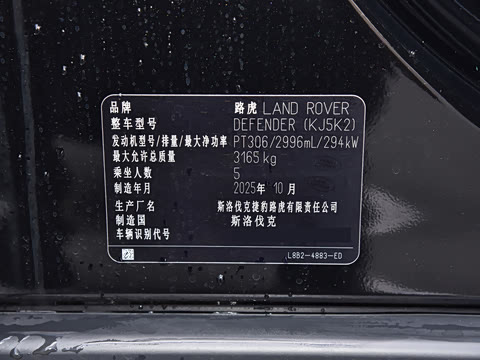 品牌 路虎 LAND ROVER
整车型号 DEFENDER (KJ5K2)
发动机型号/排量/最大净功率 PT306/2996mL/294kW
最大允许总质量 3165 kg
乘坐人数 5
制造年月 2025年 10 月
生产厂名 斯洛伐克捷豹路虎有限责任公司
制造国 斯洛伐克
车辆识别代号
L8B2-4883-ED